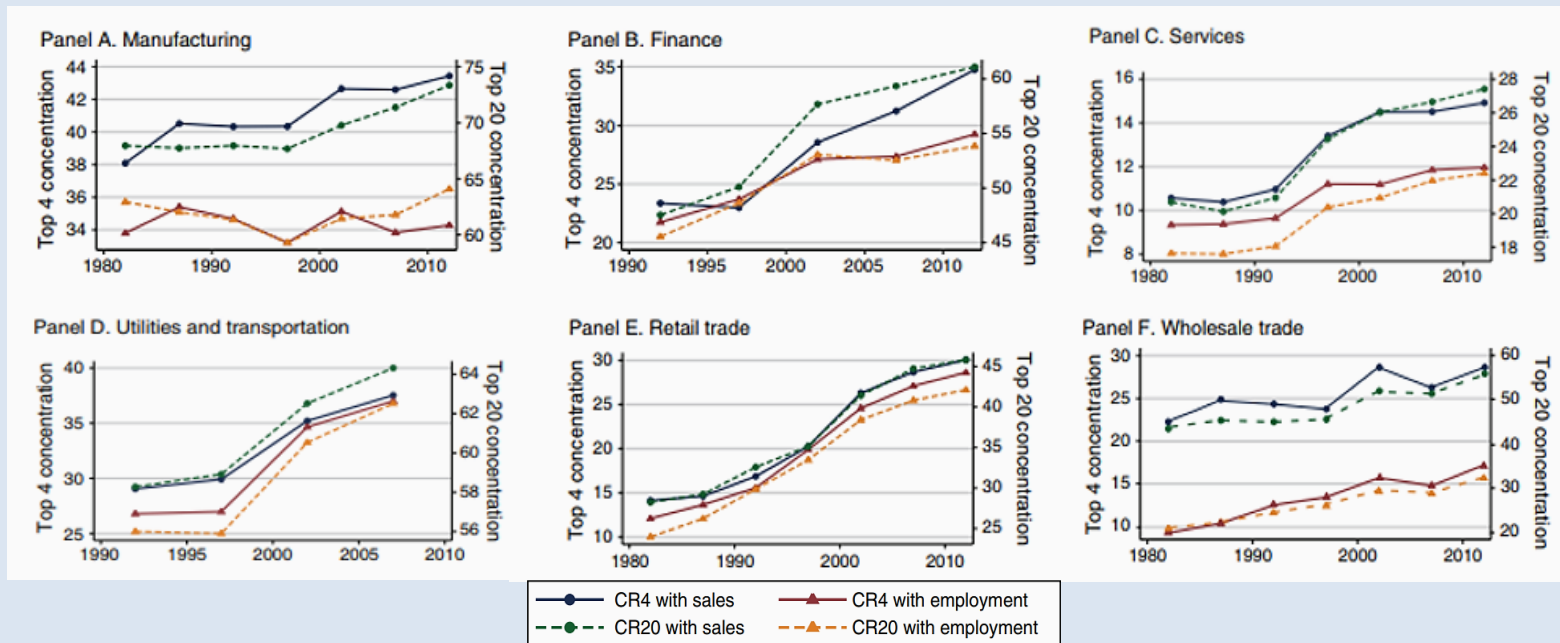 Panel A. Manufacturing
Top 4 concentration
44
42
40
38
36
34
75
70
65
60
Top 20 concentration
1980 1990 2000 2010
Panel B. Finance
Top 4 concentration
35
30
25
20
60
55
50
45
Top 20 concentration
1990 1995 2000 2005 2010
Panel C. Services
Top 4 concentration
16
14
12
10
8
28
26
24
22
20
18
Top 20 concentration
1980 1990 2000 2010
Panel D. Utilities and transportation
Top 4 concentration
40
35
30
25
64
62
60
58
56
Top 20 concentration
1990 1995 2000 2005 2010
Panel E. Retail trade
Top 4 concentration
30
25
20
15
10
45
40
35
30
25
Top 20 concentration
1980 1990 2000 2010
Panel F. Wholesale trade
Top 4 concentration
30
25
20
15
10
60
50
40
30
20
Top 20 concentration
1980 1990 2000 2010
CR4 with sales CR4 with employment
CR20 with sales CR20 with employment